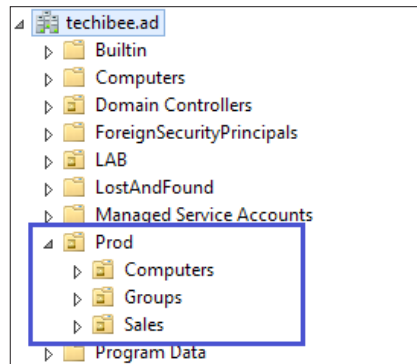 techibee.ad
Builtin
Computers
Domain Controllers
ForeignSecurityPrincipals
LAB
LostAndFound
Managed Service Accounts
Prod
Computers
Groups
Sales
Program Data